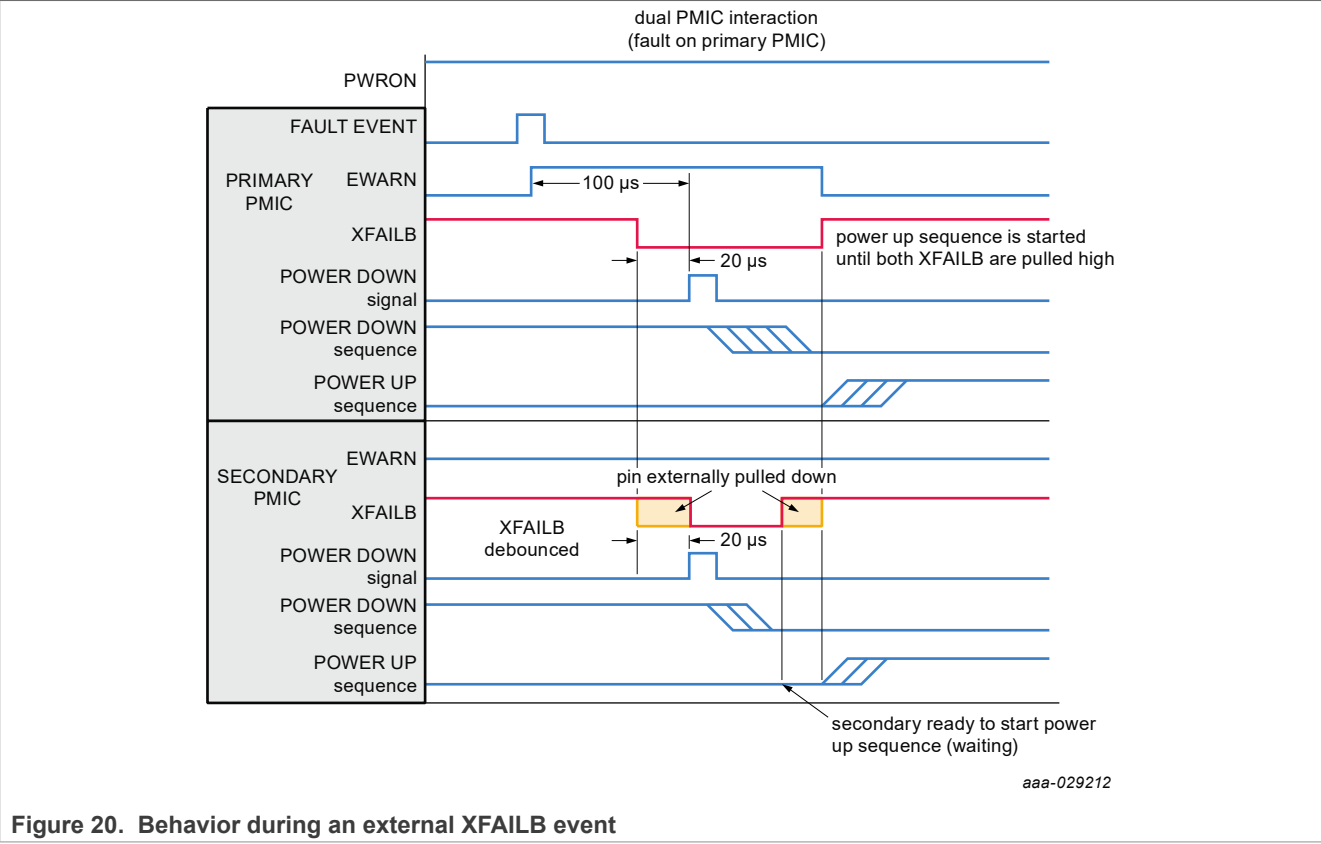 dual PMIC interaction
(fault on primary PMIC)
PWRON
FAULT EVENT
PRIMARY
PMIC
EWARN
100 µs
XFAILB
power up sequence is started
until both XFAILB are pulled high
20 µs
POWER DOWN
signal
POWER DOWN
sequence
POWER UP
sequence
SECONDARY
PMIC
EWARN
pin externally pulled down
XFAILB
XFAILB
debounced
20 µs
POWER DOWN
signal
POWER DOWN
sequence
POWER UP
sequence
secondary ready to start power
up sequence (waiting)
aaa-029212
Figure 20. Behavior during an external XFAILB event